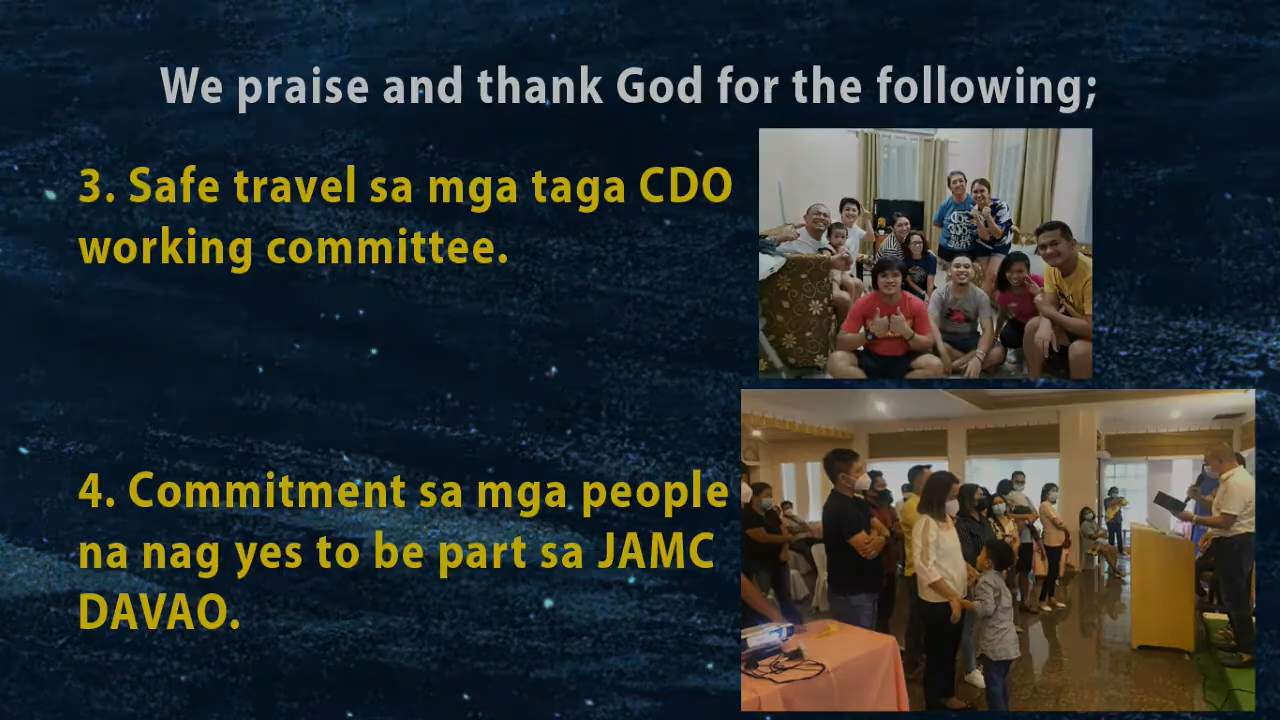 We praise and thank God for the following;
3. Safe travel sa mga taga CDO
working committee.
4. Commitment sa mga people
na nag yes to be part sa JAMC
DAVAO.